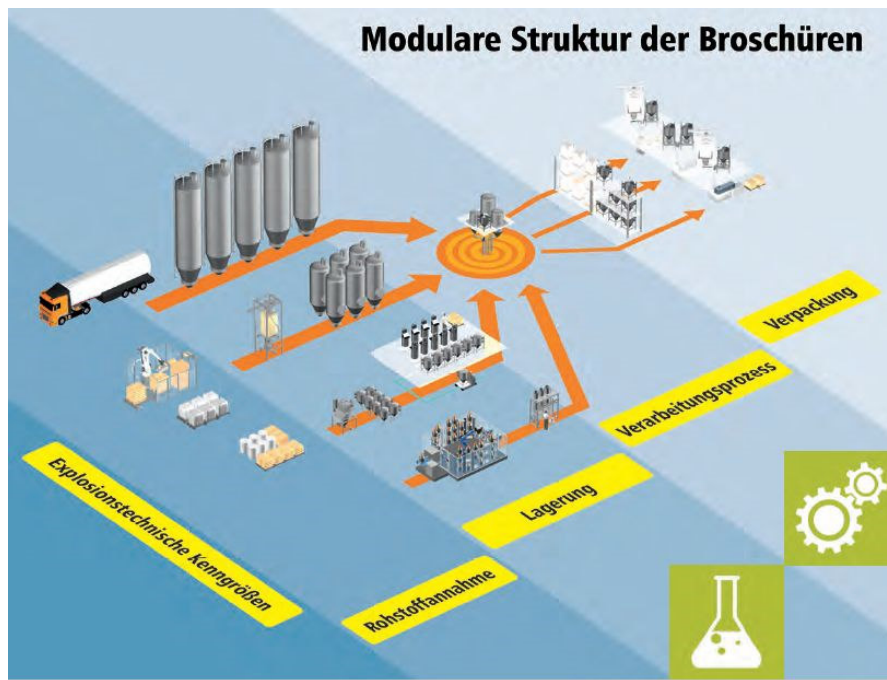 Modulare Struktur der Broschüren
Verpackung
Verarbeitungsprozess
Lagerung
Rohstoffannahme
Explosionstechnische Kenngrößen